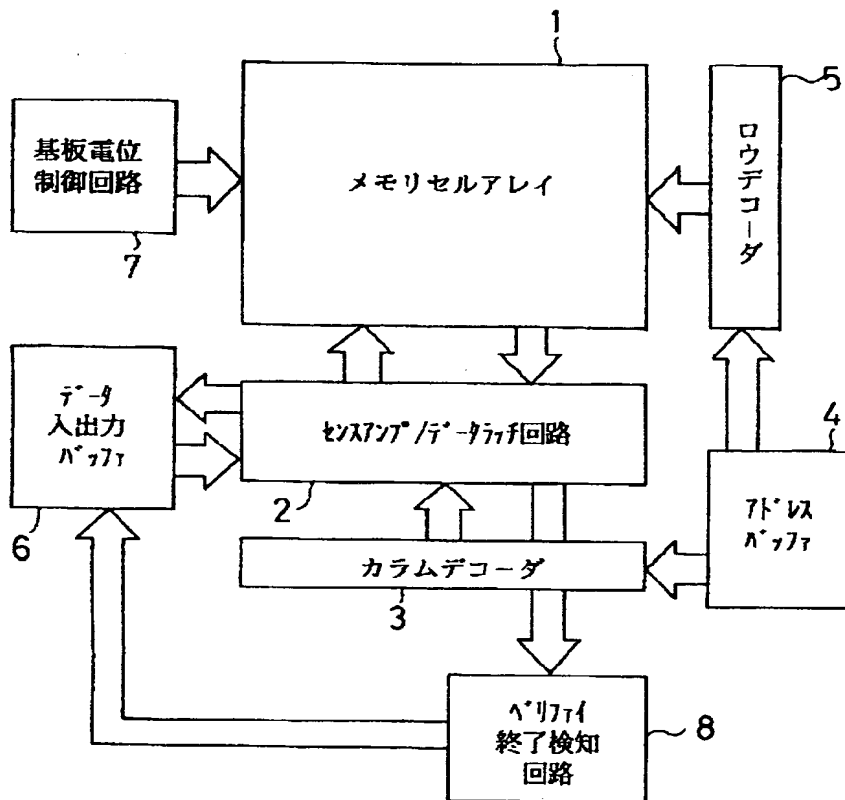 1
5
基板電位
制御回路
7
メモリセルアレイ
ロウデコーダ
データ
入出力
バッファ
6
センスアンプ/データラッチ回路
2
4
アドレス
バッファ
カラムデコーダ
3
ベリファイ
終了検知
回路
8